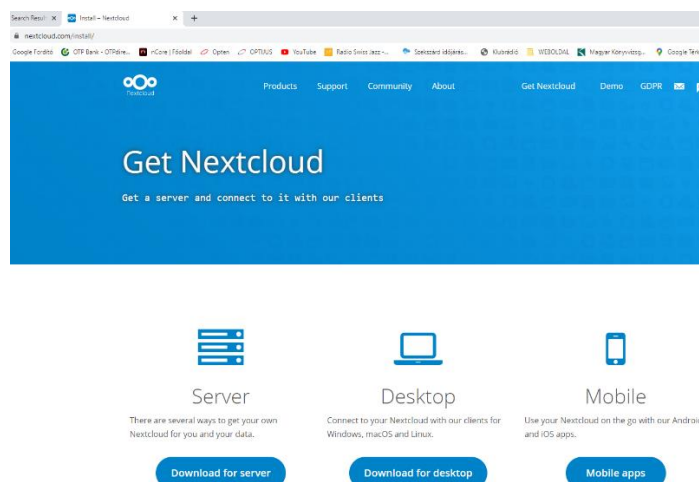 Search Result
Install – Nextcloud
nextcloud.com/install/
Google Fordító OTP Bank - OTPdire... nCore | Főoldal Opten OPTIJUS YouTube Radio Swiss Jazz -... Szekszárd időjárás... Klubrádió WEBOLDAL Magyar Könyvvizsg... Google Tér
Nextcloud
Products Support Community About Get Nextcloud Demo GDPR
Get Nextcloud
Get a server and connect to it with our clients
Server
There are several ways to get your own
Nextcloud for you and your data.
Download for server
Desktop
Connect to your Nextcloud with our clients for
Windows, macOS and Linux.
Download for desktop
Mobile
Use your Nextcloud on the go with our Android
and iOS apps.
Mobile apps